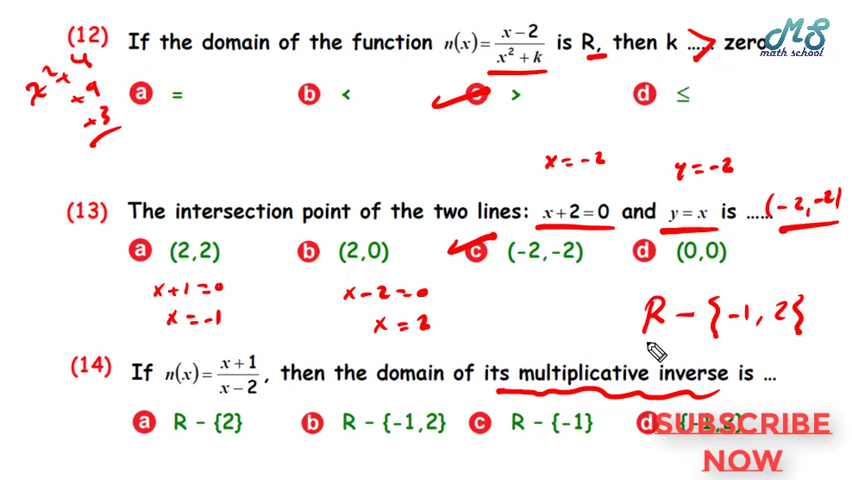 (12) If the domain of the function n(x) = (x − 2)/(x² + k) is R, then k ..>.. zero
MS
math school
x² + 4
+ 9
+ 3
a =
b <
c >
d ≤
x = -2
y = -2
(13) The intersection point of the two lines: x + 2 = 0 and y = x is ...... (-2, -2)
a (2,2)
b (2,0)
c (-2,-2)
d (0,0)
x + 1 = 0
x = -1
x - 2 = 0
x = 2
R - {-1, 2}
(14) If n(x) = (x + 1)/(x − 2), then the domain of its multiplicative inverse is ...
a R - {2}
b R - {-1,2}
c R - {-1}
d {-1,2}
SUBSCRIBE
NOW